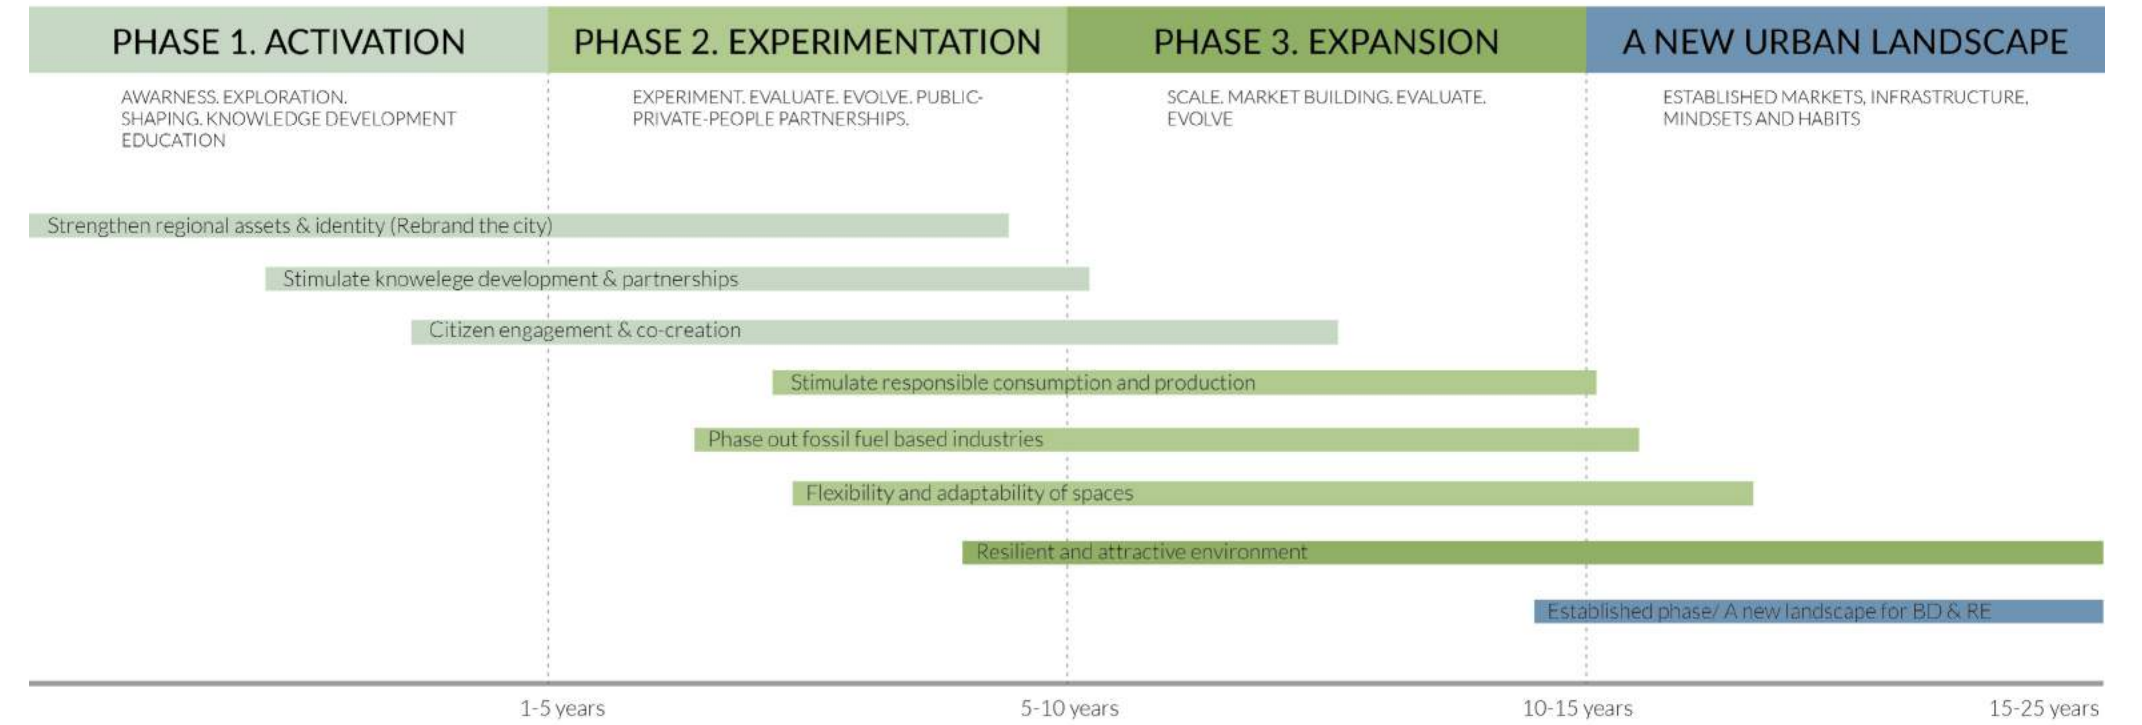 PHASE 1. ACTIVATION
PHASE 2. EXPERIMENTATION
PHASE 3. EXPANSION
A NEW URBAN LANDSCAPE
AWARNESS. EXPLORATION.
SHAPING. KNOWLEDGE DEVELOPMENT
EDUCATION
EXPERIMENT. EVALUATE. EVOLVE. PUBLIC-
PRIVATE-PEOPLE PARTNERSHIPS.
SCALE. MARKET BUILDING. EVALUATE.
EVOLVE
ESTABLISHED MARKETS, INFRASTRUCTURE,
MINDSETS AND HABITS
Strengthen regional assets & identity (Rebrand the city)
Stimulate knowelege development & partnerships
Citizen engagement & co-creation
Stimulate responsible consumption and production
Phase out fossil fuel based industries
Flexibility and adaptability of spaces
Resilient and attractive environment
Established phase/ A new landscape for BD & RE
1-5 years
5-10 years
10-15 years
15-25 years